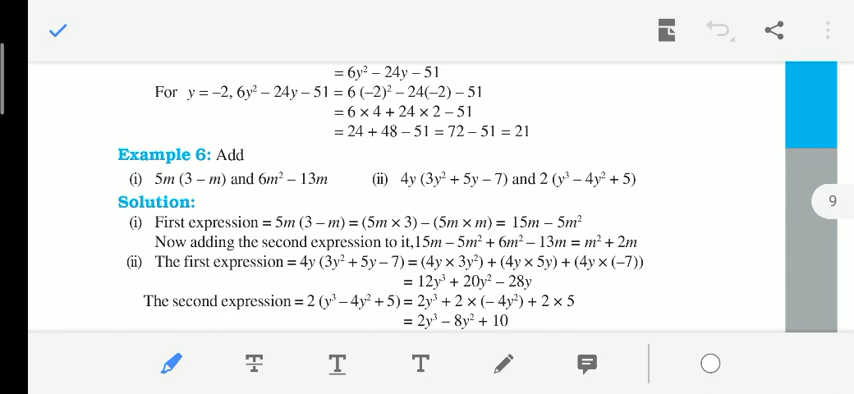 = 6y² – 24y – 51
For y = –2, 6y² – 24y – 51 = 6 (–2)² – 24(–2) – 51
= 6 × 4 + 24 × 2 – 51
= 24 + 48 – 51 = 72 – 51 = 21
Example 6: Add
(i) 5m (3 – m) and 6m² – 13m (ii) 4y (3y² + 5y – 7) and 2 (y³ – 4y² + 5)
Solution:
(i) First expression = 5m (3 – m) = (5m × 3) – (5m × m) = 15m – 5m²
Now adding the second expression to it,15m – 5m² + 6m² – 13m = m² + 2m
(ii) The first expression = 4y (3y² + 5y – 7) = (4y × 3y²) + (4y × 5y) + (4y × (–7))
= 12y³ + 20y² – 28y
The second expression = 2 (y³ – 4y² + 5) = 2y³ + 2 × (– 4y²) + 2 × 5
= 2y³ – 8y² + 10
9
T T T